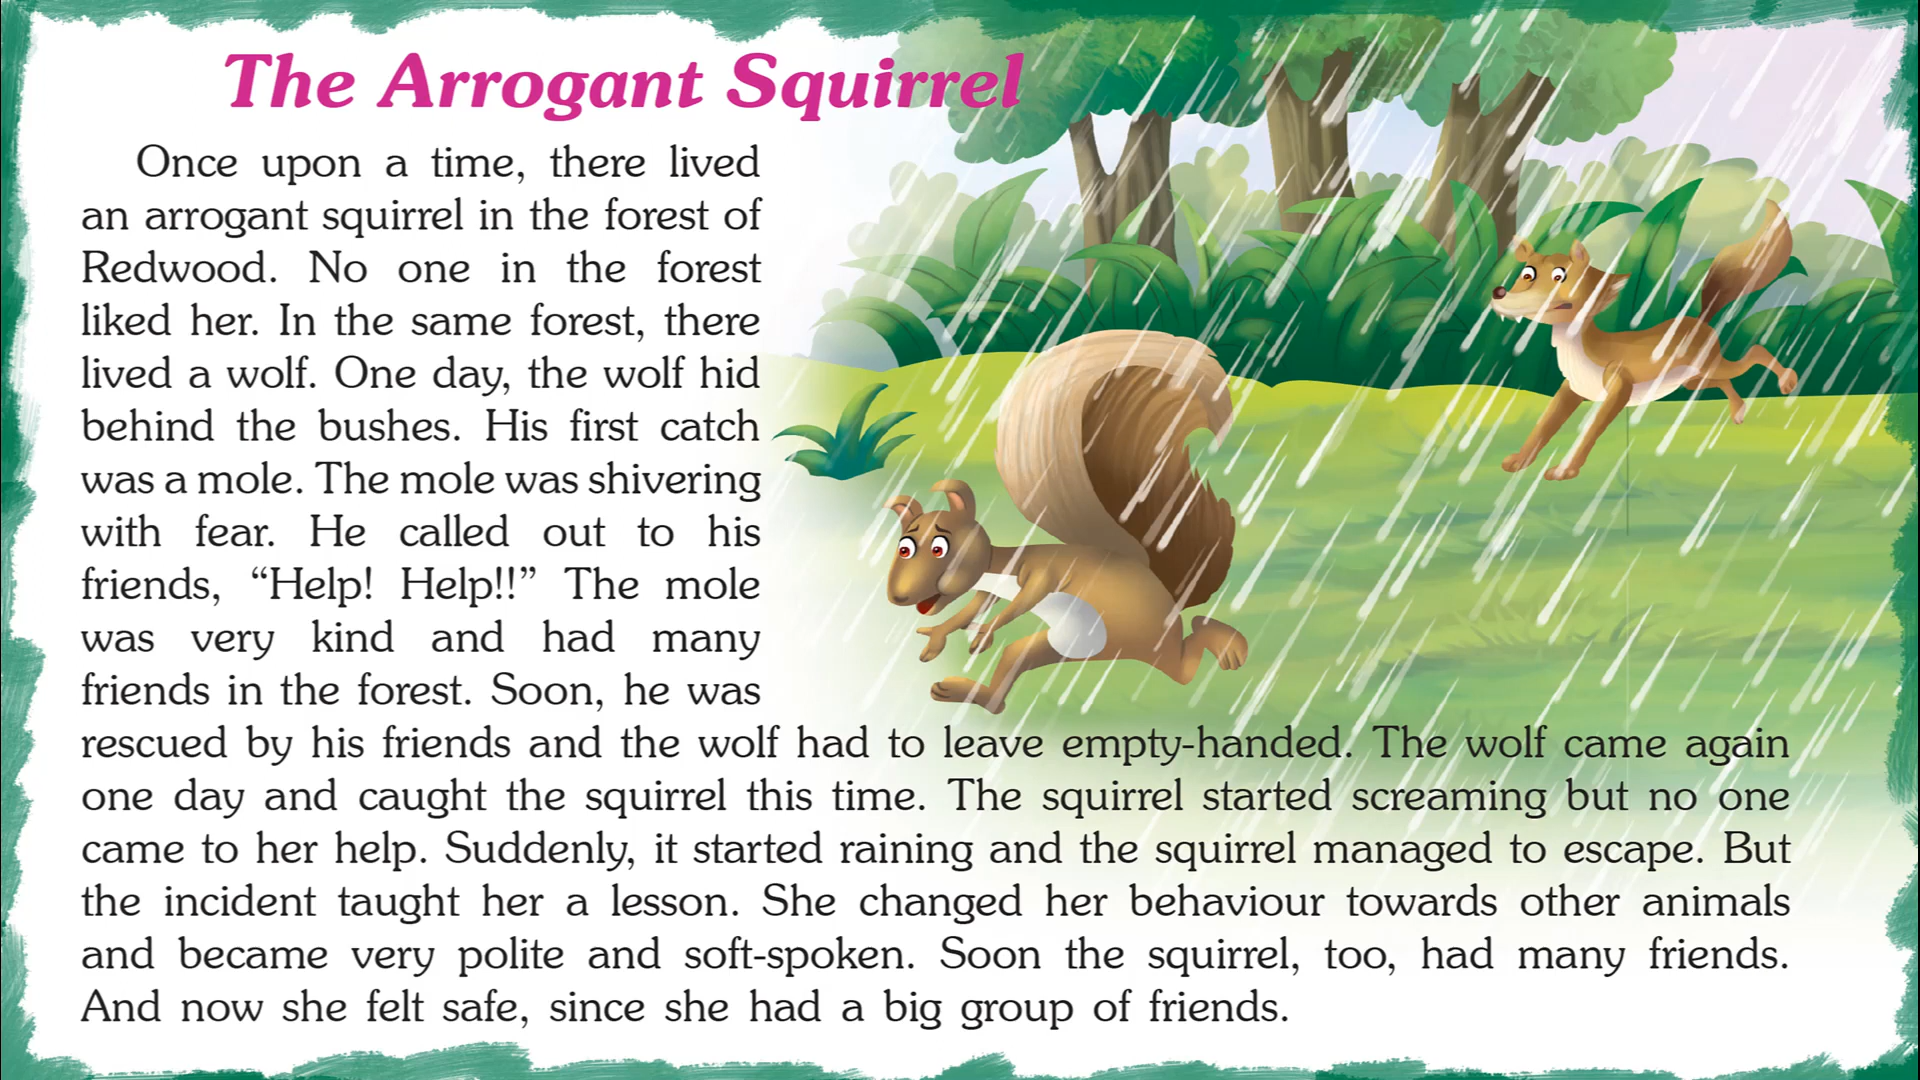 The Arrogant Squirrel
Once upon a time, there lived
an arrogant squirrel in the forest of
Redwood. No one in the forest
liked her. In the same forest, there
lived a wolf. One day, the wolf hid
behind the bushes. His first catch
was a mole. The mole was shivering
with fear. He called out to his
friends, “Help! Help!!” The mole
was very kind and had many
friends in the forest. Soon, he was
rescued by his friends and the wolf had to leave empty-handed. The wolf came again
one day and caught the squirrel this time. The squirrel started screaming but no one
came to her help. Suddenly, it started raining and the squirrel managed to escape. But
the incident taught her a lesson. She changed her behaviour towards other animals
and became very polite and soft-spoken. Soon the squirrel, too, had many friends.
And now she felt safe, since she had a big group of friends.